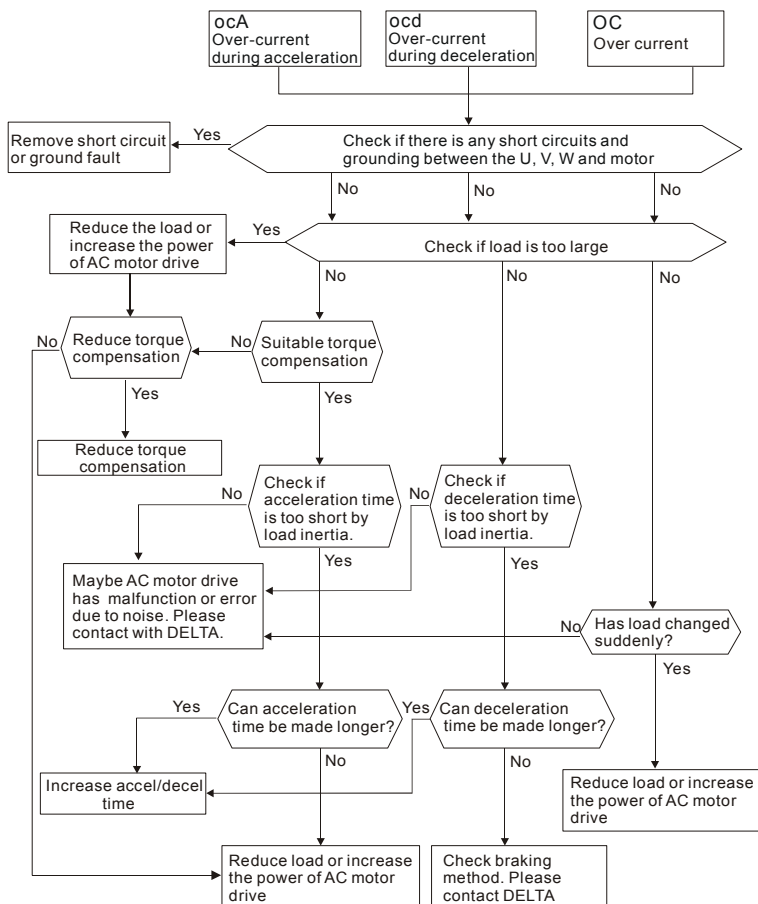 ocA
Over-current
during acceleration
ocd
Over-current
during deceleration
OC
Over current
Remove short circuit
or ground fault
Yes
Check if there is any short circuits and
grounding between the U, V, W and motor
No
No
No
Reduce the load or
increase the power
of AC motor drive
Yes
Check if load is too large
No
No
No
No
Reduce torque
compensation
No
Suitable torque
compensation
Yes
Yes
Reduce torque
compensation
No
Check if
acceleration time
is too short by
load inertia.
No
Check if
deceleration time
is too short by
load inertia.
Yes
Yes
Maybe AC motor drive
has malfunction or error
due to noise. Please
contact with DELTA.
No
Has load changed
suddenly?
Yes
Yes
Can acceleration
time be made longer?
Yes
Can deceleration
time be made longer?
No
No
Increase accel/decel
time
Reduce load or increase
the power of AC motor
drive
Reduce load or increase
the power of AC motor
drive
Check braking
method. Please
contact DELTA